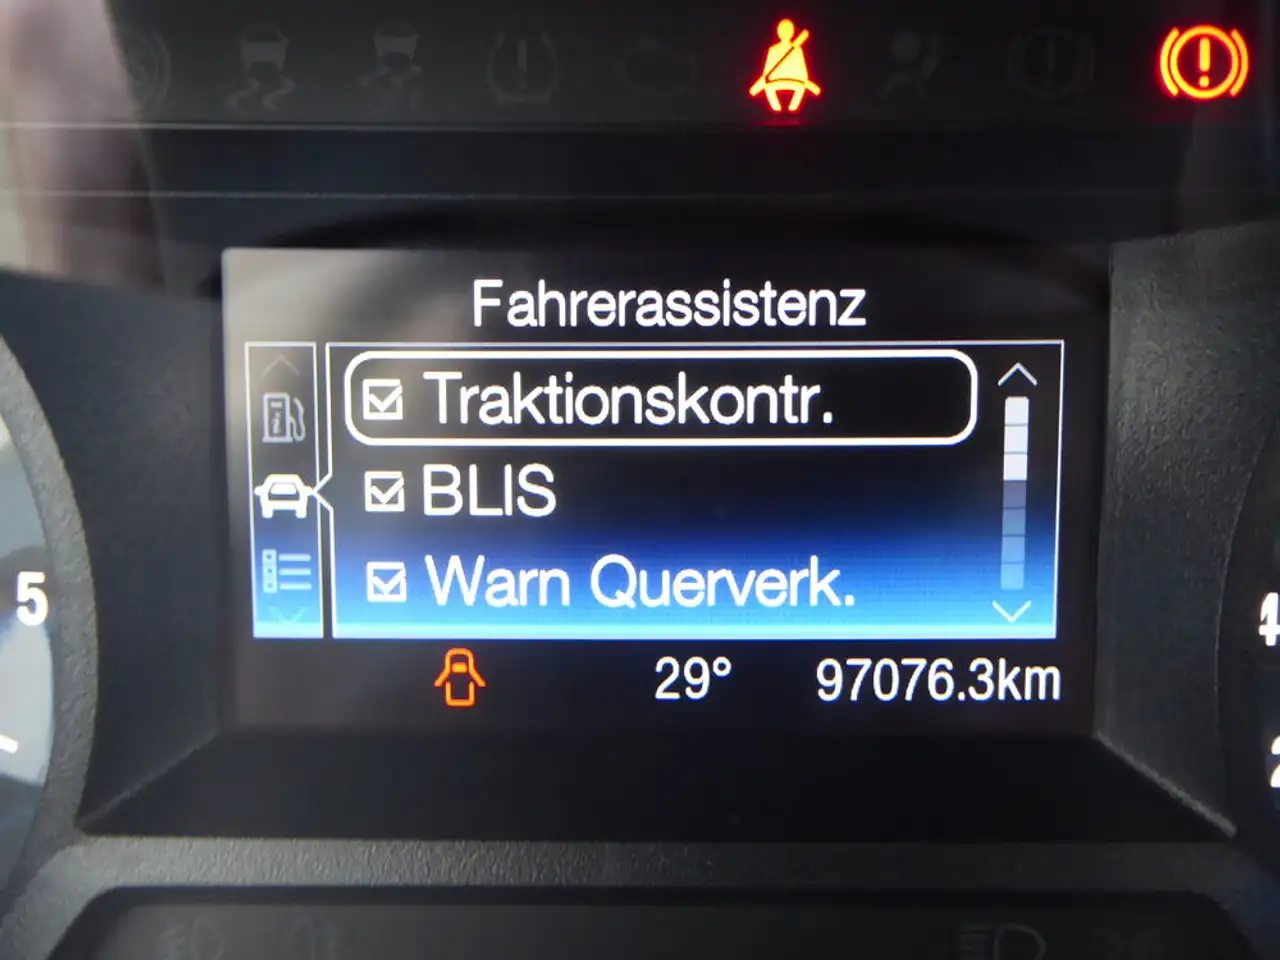 Fahrerassistenz
Traktionskontr.
BLIS
Warn Querverk.
29° 97076.3km
5